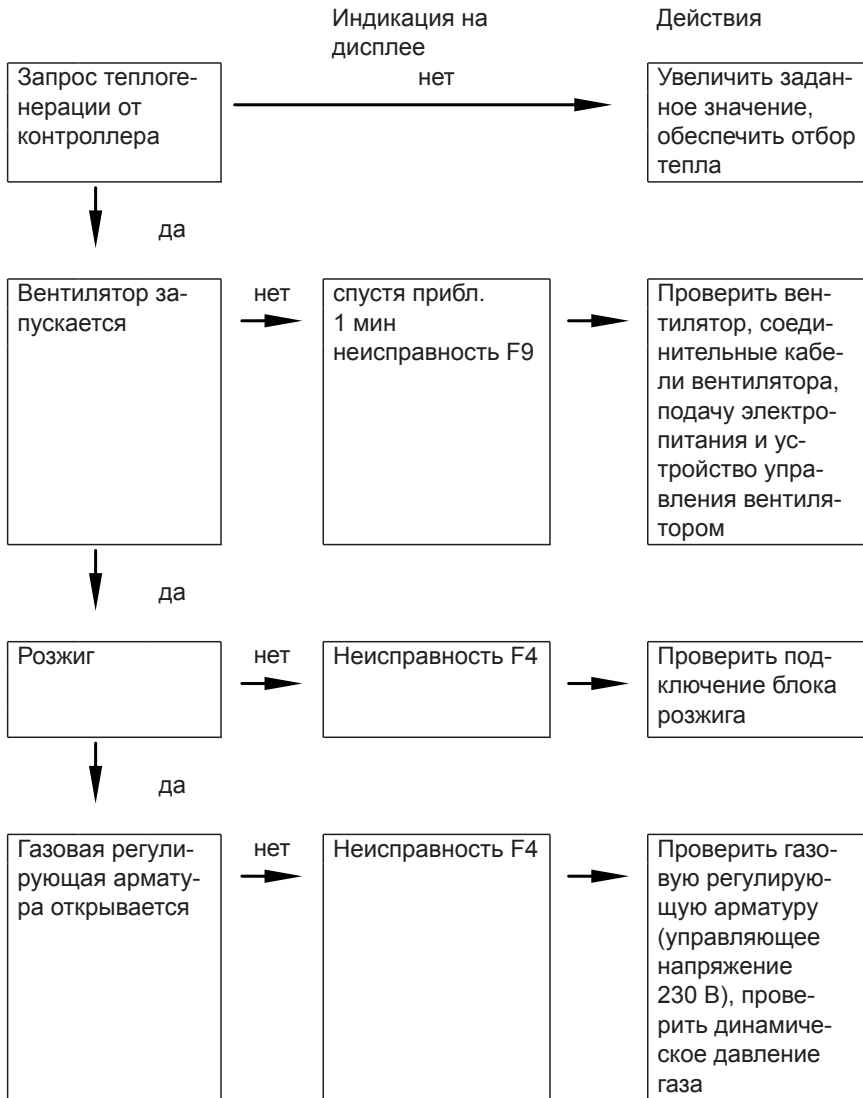 Индикация на
дисплее
Действия
Запрос теплоге-
нерации от
контроллера
нет
Увеличить задан-
ное значение,
обеспечить отбор
тепла
да
Вентилятор за-
пускается
нет
спустя прибл.
1 мин
неисправность F9
Проверить вен-
тилятор, соеди-
нительные кабе-
ли вентилятора,
подачу электро-
питания и ус-
тройство упра-
вления вентиля-
тором
да
Розжиг
нет
Неисправность F4
Проверить под-
ключение блока
розжига
да
Газовая регули-
рующая армату-
ра открывается
нет
Неисправность F4
Проверить газо-
вую регулирую-
щую арматуру
(управляющее
напряжение
230 В), прове-
рить динамиче-
ское давление
газа